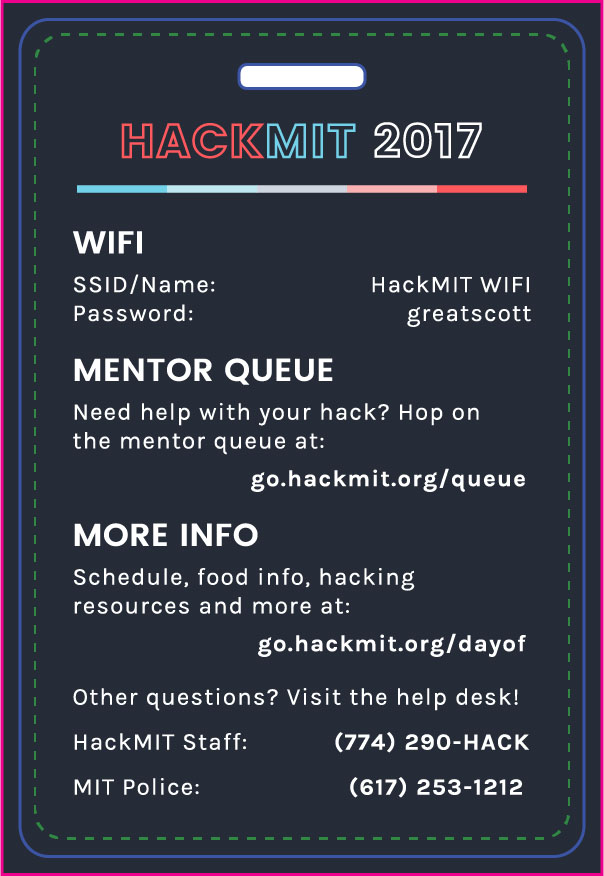 HACKMIT 2017
WIFI
SSID/Name: HackMIT WIFI
Password: greatscott
MENTOR QUEUE
Need help with your hack? Hop on
the mentor queue at:
go.hackmit.org/queue
MORE INFO
Schedule, food info, hacking
resources and more at:
go.hackmit.org/dayof
Other questions? Visit the help desk!
HackMIT Staff: (774) 290-HACK
MIT Police: (617) 253-1212